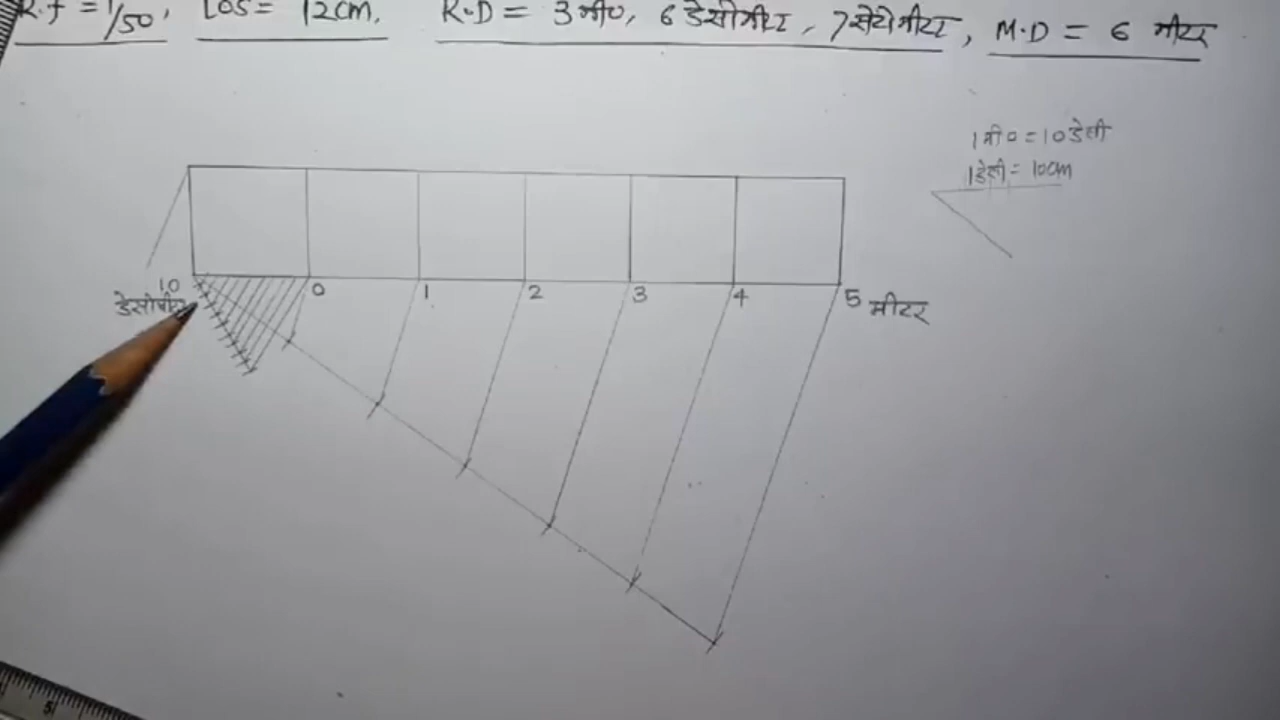 R.f = 1/50, LOS = 12cm, R.D = 3 मी०, 6 डेसीमीटर, 7 सेंटीमीटर, M.D = 6 मीटर
1 मी० = 10 डेसी
1 डेसी = 10cm
10 0 1 2 3 4 5 मीटर
डेसीमीटर
5